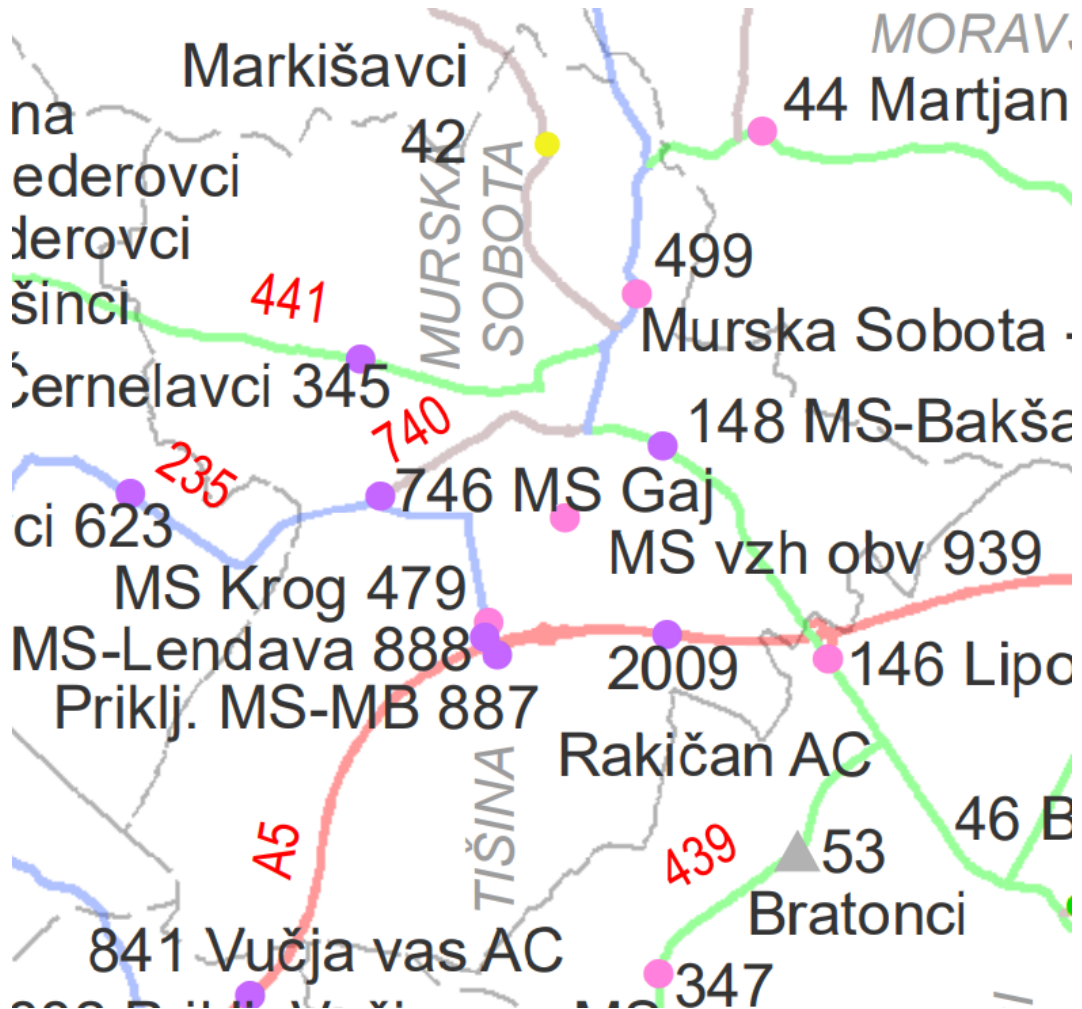 MORAVS
Markišavci
44 Martjan
na
42
ederovci
MURSKA
SOBOTA
derovci
499
441
šinci
Murska Sobota -
Černelavci 345
740
148 MS-Bakša
235
746 MS Gaj
ci 623
MS vzh obv 939
MS Krog 479
MS-Lendava 888
2009
146 Lipo
Priklj. MS-MB 887
Rakičan AC
TIŠINA
A5
439
53
46 B
Bratonci
841 Vučja vas AC
347